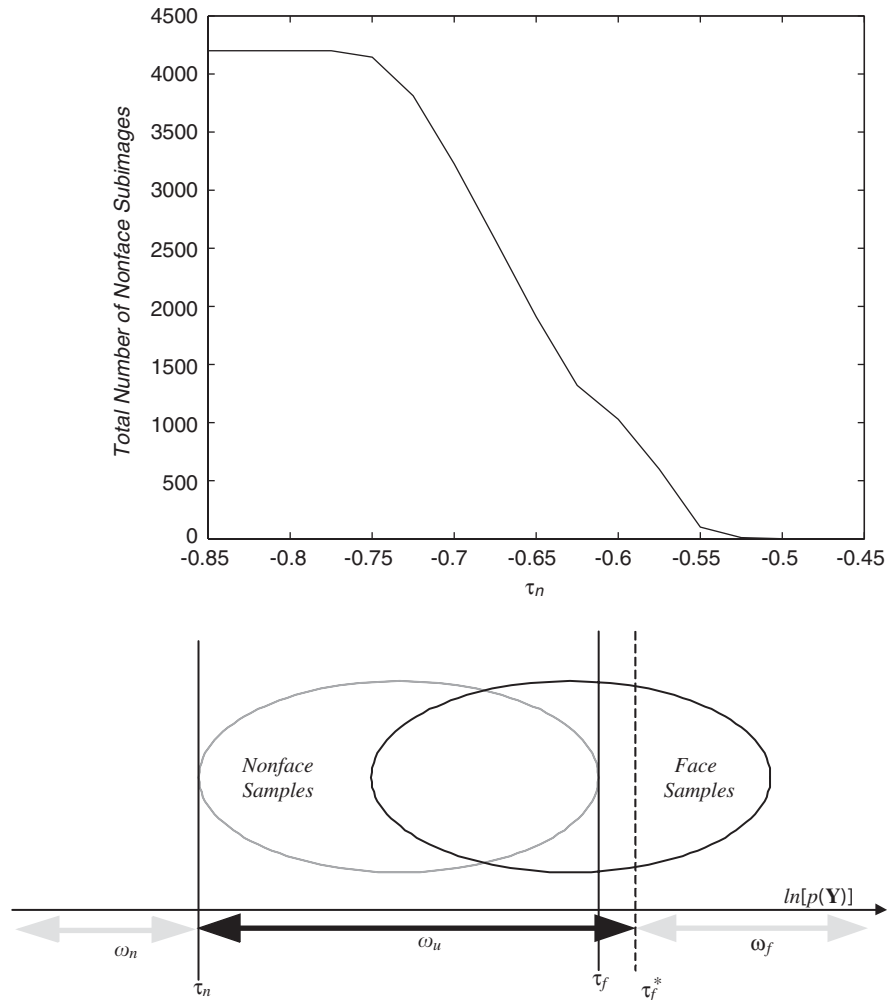 4500
4000
3500
3000
2500
2000
1500
1000
500
0
Total Number of Nonface Subimages
-0.85 -0.8 -0.75 -0.7 -0.65 -0.6 -0.55 -0.5 -0.45
τn
Nonface
Samples
Face
Samples
ln[p(Y)]
ωn
ωu
ωf
τn
τf
τf*